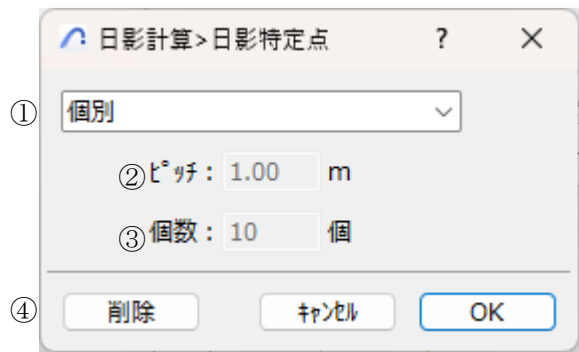 日影計算>日影特定点 ? ×
① 個別
② ﾋﾟｯﾁ： 1.00 m
③ 個数： 10 個
④ 削除 ｷｬﾝｾﾙ OK